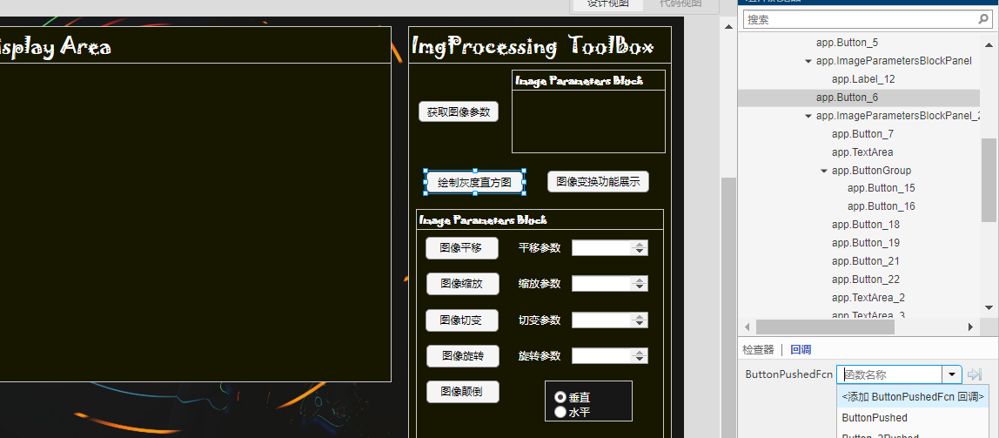 设计视图
代码视图
isplay Area
ImgProcessing ToolBox
Image Parameters Block
获取图像参数
绘制灰度直方图
图像变换功能展示
Image Parameters Block
图像平移
平移参数
图像缩放
缩放参数
图像切变
切变参数
图像旋转
旋转参数
图像颠倒
垂直
水平
搜索
app.Button_5
app.ImageParametersBlockPanel
app.Label_12
app.Button_6
app.ImageParametersBlockPanel_2
app.Button_7
app.TextArea
app.ButtonGroup
app.Button_15
app.Button_16
app.Button_18
app.Button_19
app.Button_21
app.Button_22
app.TextArea_2
app.TextArea_3
检查器
回调
ButtonPushedFcn
函数名称
<添加 ButtonPushedFcn 回调>
ButtonPushed
Button_2Pushed